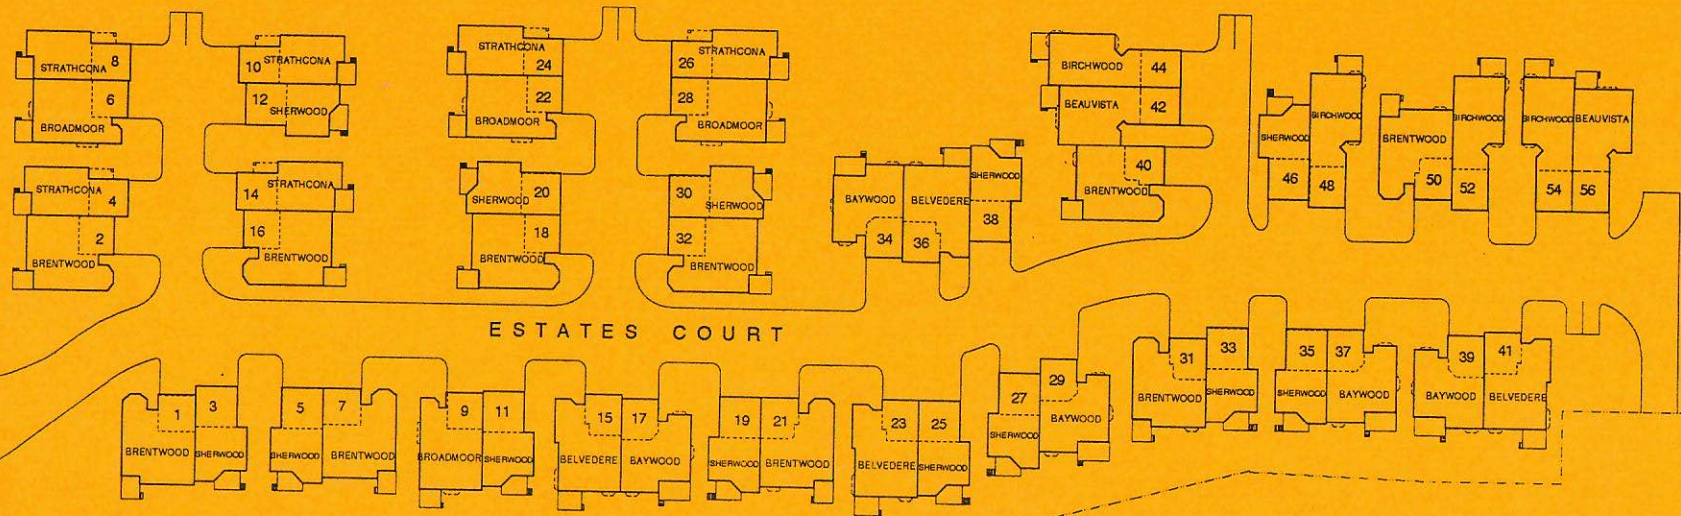 8
STRATHCONA
6
BROADMOOR
STRATHCONA
4
2
BRENTWOOD
10 STRATHCONA
12
SHERWOOD
14 STRATHCONA
16
BRENTWOOD
STRATHCONA
24
22
BROADMOOR
20
SHERWOOD
18
BRENTWOOD
26 STRATHCONA
28
BROADMOOR
30
SHERWOOD
32
BRENTWOOD
BAYWOOD
34
BELVEDERE
36
SHERWOOD
38
BIRCHWOOD 44
BEAUVISTA 42
40
BRENTWOOD
SHERWOOD
46
BIRCHWOOD
48
BRENTWOOD
50
BIRCHWOOD
52
BIRCHWOOD
54
BEAUVISTA
56
ESTATES COURT
1
BRENTWOOD
3
SHERWOOD
5
SHERWOOD
7
BRENTWOOD
9
BROADMOOR
11
SHERWOOD
15
BELVEDERE
17
BAYWOOD
19
SHERWOOD
21
BRENTWOOD
23
BELVEDERE
25
SHERWOOD
27
SHERWOOD
29
BAYWOOD
31
BRENTWOOD
33
SHERWOOD
35
SHERWOOD
37
BAYWOOD
39
BAYWOOD
41
BELVEDERE